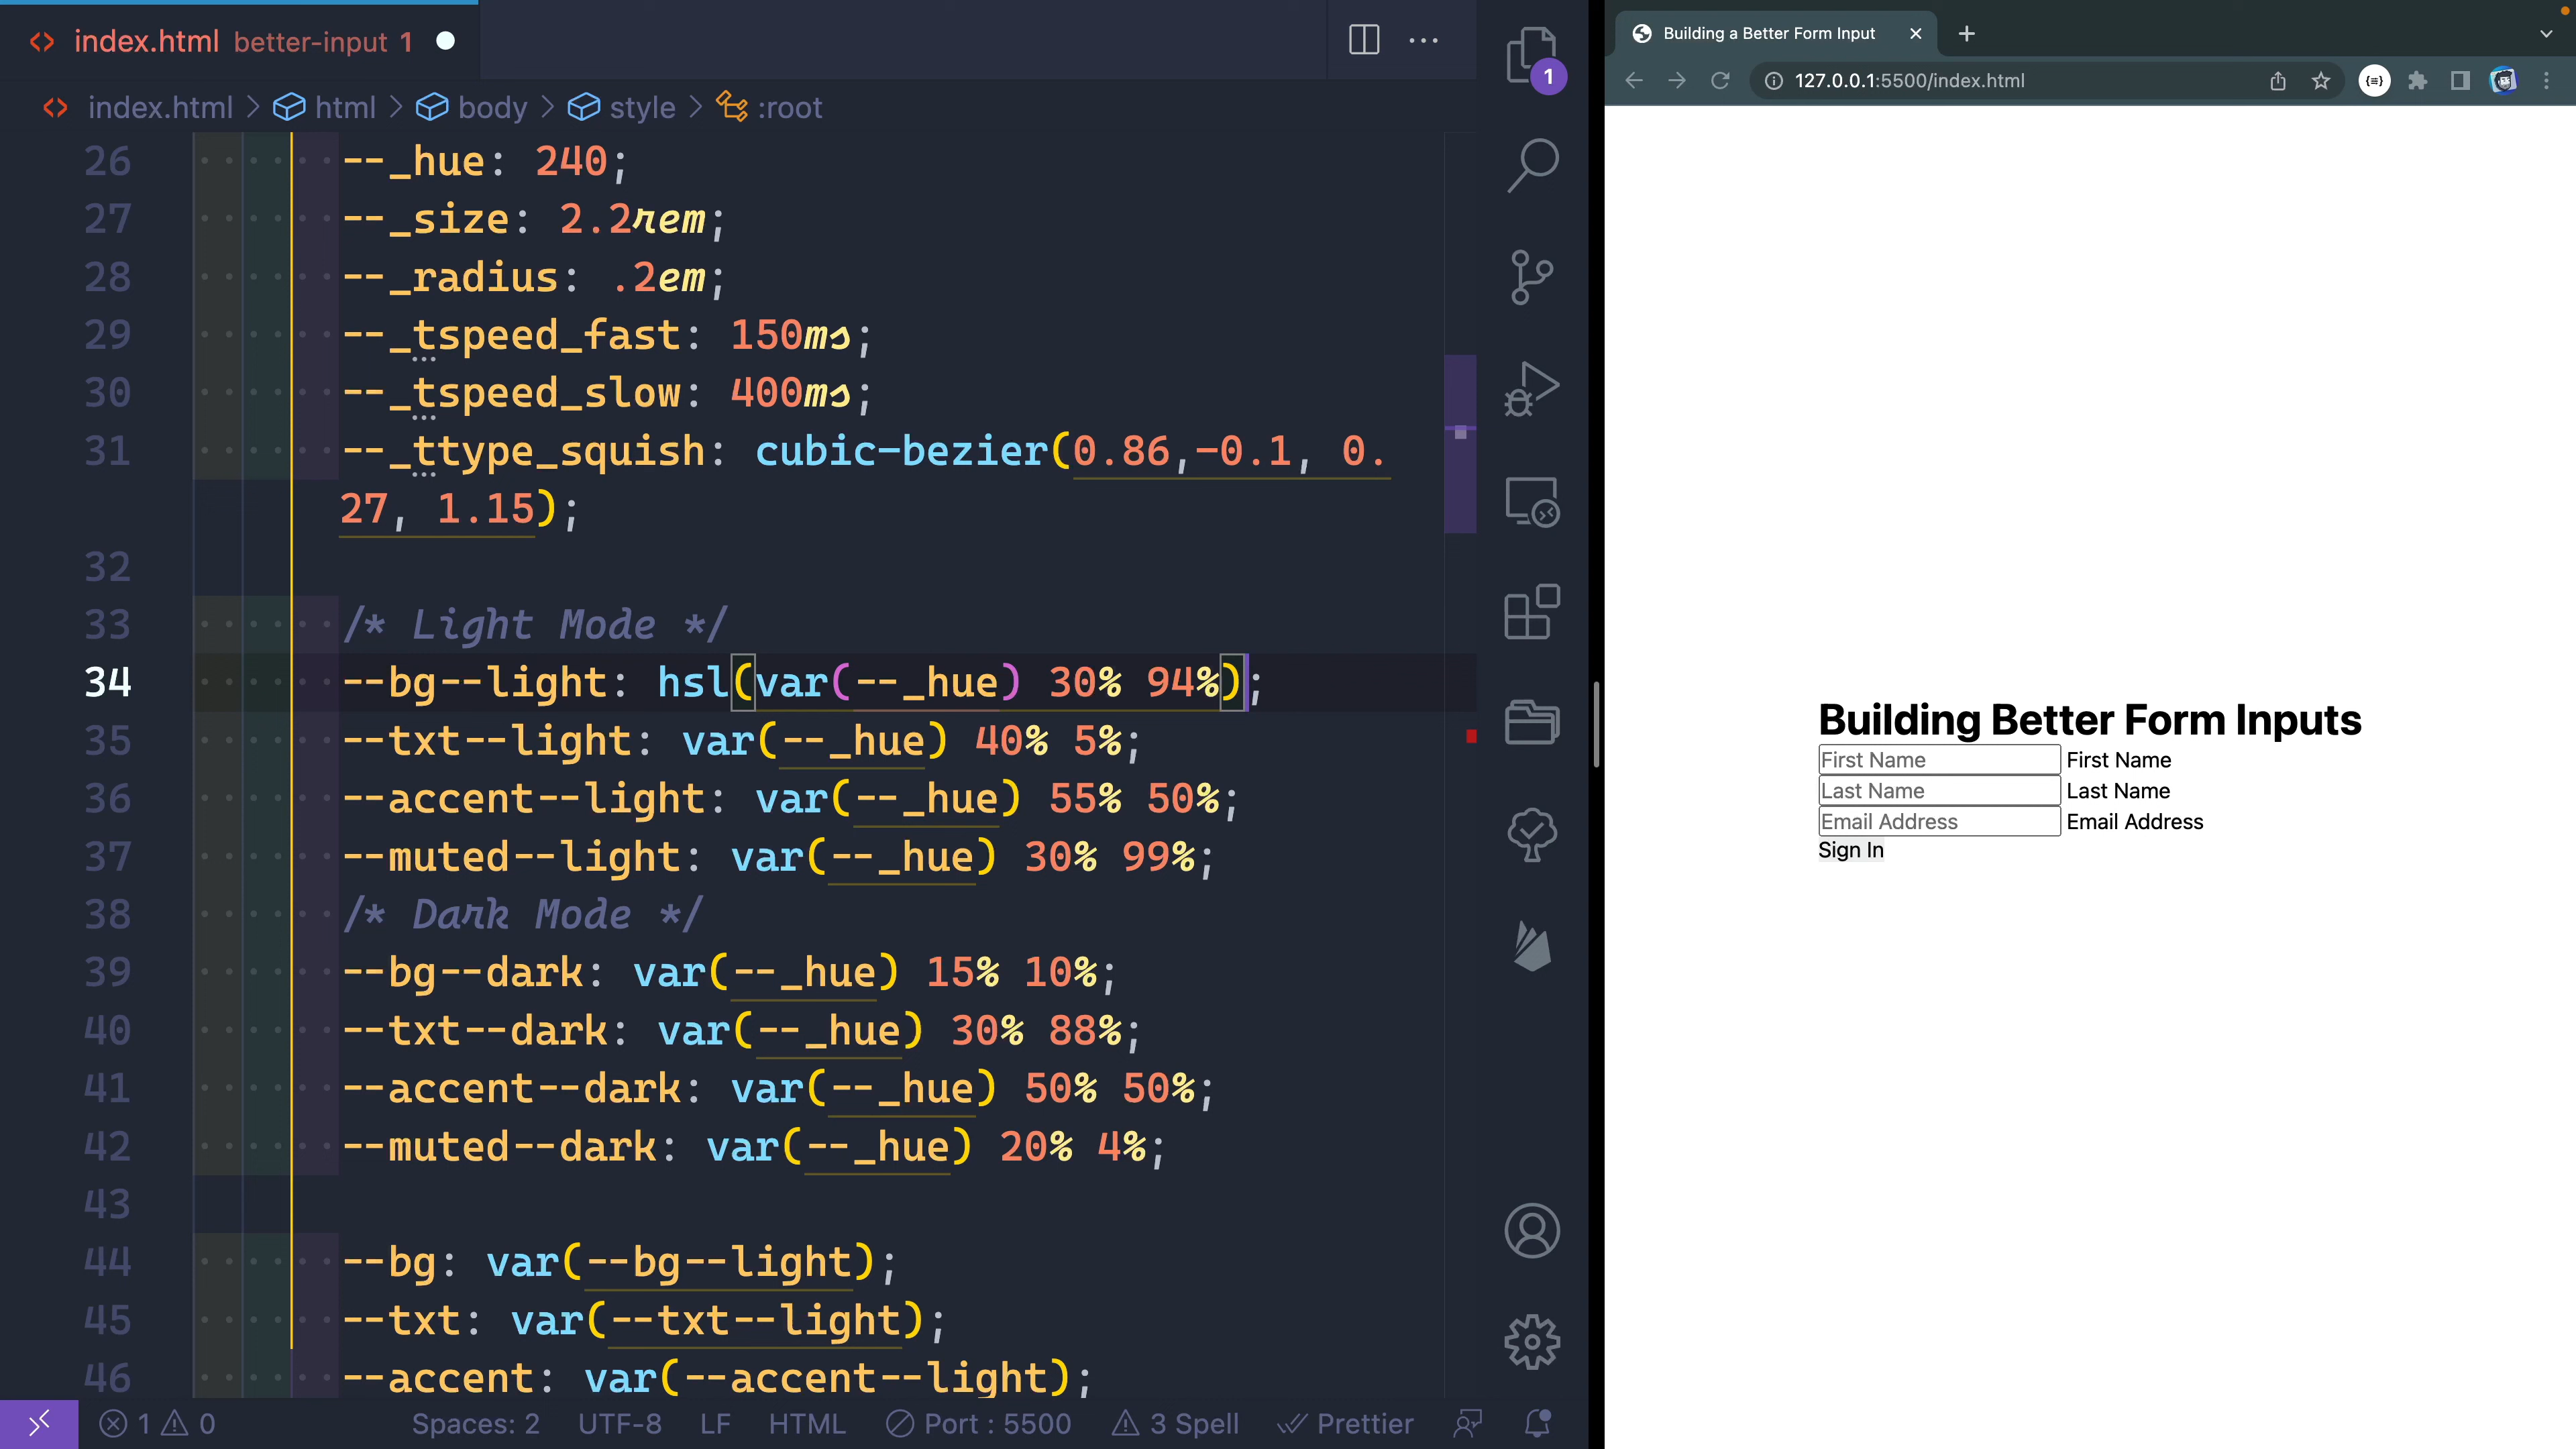 index.html better-input 1
index.html > html > body > style > :root
26 --_hue: 240;
27 --_size: 2.2rem;
28 --_radius: .2em;
29 --_tspeed_fast: 150ms;
30 --_tspeed_slow: 400ms;
31 --_ttype_squish: cubic-bezier(0.86,-0.1, 0.
27, 1.15);
32
33 /* Light Mode */
34 --bg--light: hsl(var(--_hue) 30% 94%);
35 --txt--light: var(--_hue) 40% 5%;
36 --accent--light: var(--_hue) 55% 50%;
37 --muted--light: var(--_hue) 30% 99%;
38 /* Dark Mode */
39 --bg--dark: var(--_hue) 15% 10%;
40 --txt--dark: var(--_hue) 30% 88%;
41 --accent--dark: var(--_hue) 50% 50%;
42 --muted--dark: var(--_hue) 20% 4%;
43
44 --bg: var(--bg--light);
45 --txt: var(--txt--light);
46 --accent: var(--accent--light);
1 0 Spaces: 2 UTF-8 LF HTML Port : 5500 3 Spell Prettier
1
Building a Better Form Input
127.0.0.1:5500/index.html
Building Better Form Inputs
First Name First Name
Last Name Last Name
Email Address Email Address
Sign In